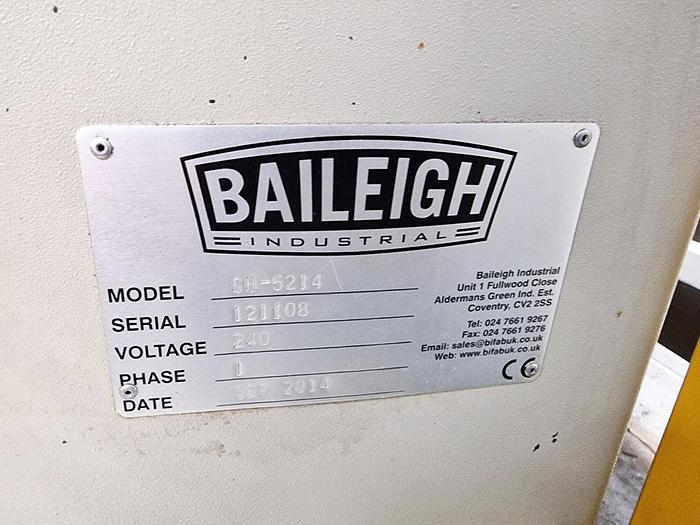 BAILEIGH
INDUSTRIAL
MODEL SH-5214
SERIAL 121108
VOLTAGE 240
PHASE 1
DATE SEP 2014
Baileigh Industrial
Unit 1 Fullwood Close
Aldermans Green Ind. Est.
Coventry, CV2 2SS
Tel: 024 7661 9267
Fax: 024 7661 9276
Email: sales@bifabuk.co.uk
Web: www.bifabuk.co.uk
CE